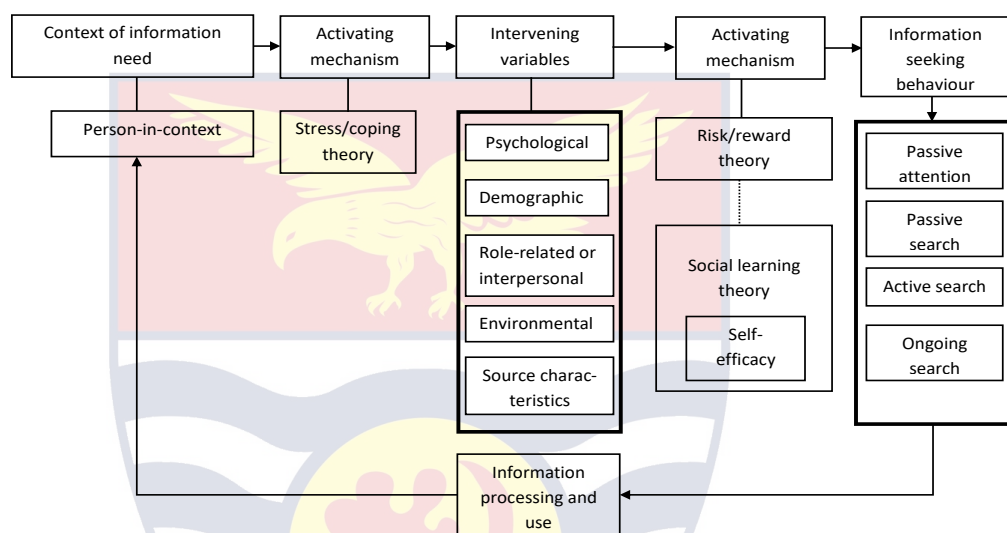 Context of information
need
Activating
mechanism
Intervening
variables
Activating
mechanism
Information
seeking
behaviour
Person-in-context
Stress/coping
theory
Psychological
Demographic
Role-related or
interpersonal
Environmental
Source charac-
teristics
Risk/reward
theory
Social learning
theory
Self-
efficacy
Passive
attention
Passive
search
Active search
Ongoing
search
Information
processing and
use